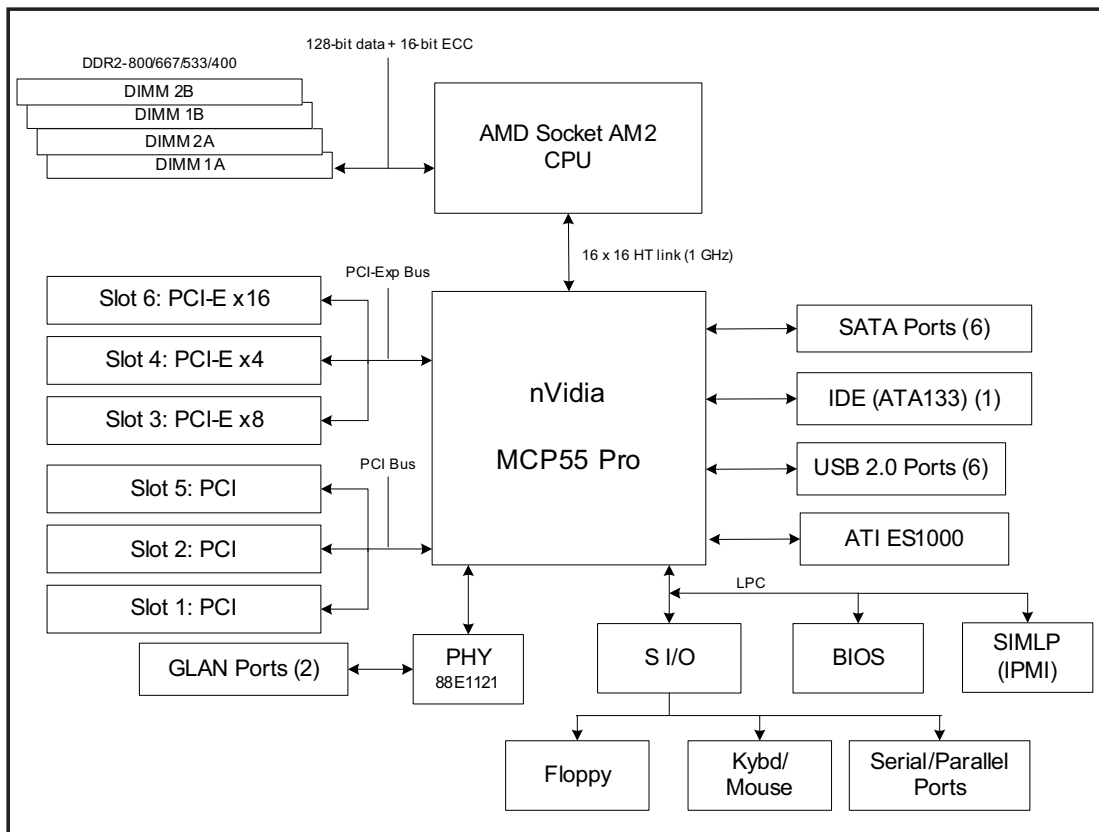 128-bit data + 16-bit ECC
DDR2-800/667/533/400
DIMM 2B
DIMM 1B
DIMM 2A
DIMM 1A
AMD Socket AM2
CPU
16 x 16 HT link (1 GHz)
PCI-Exp Bus
Slot 6: PCI-E x16
Slot 4: PCI-E x4
Slot 3: PCI-E x8
nVidia
MCP55 Pro
SATA Ports (6)
IDE (ATA133) (1)
USB 2.0 Ports (6)
ATI ES1000
PCI Bus
Slot 5: PCI
Slot 2: PCI
Slot 1: PCI
LPC
GLAN Ports (2)
PHY
88E1121
S I/O
BIOS
SIMLP
(IPMI)
Floppy
Kybd/
Mouse
Serial/Parallel
Ports